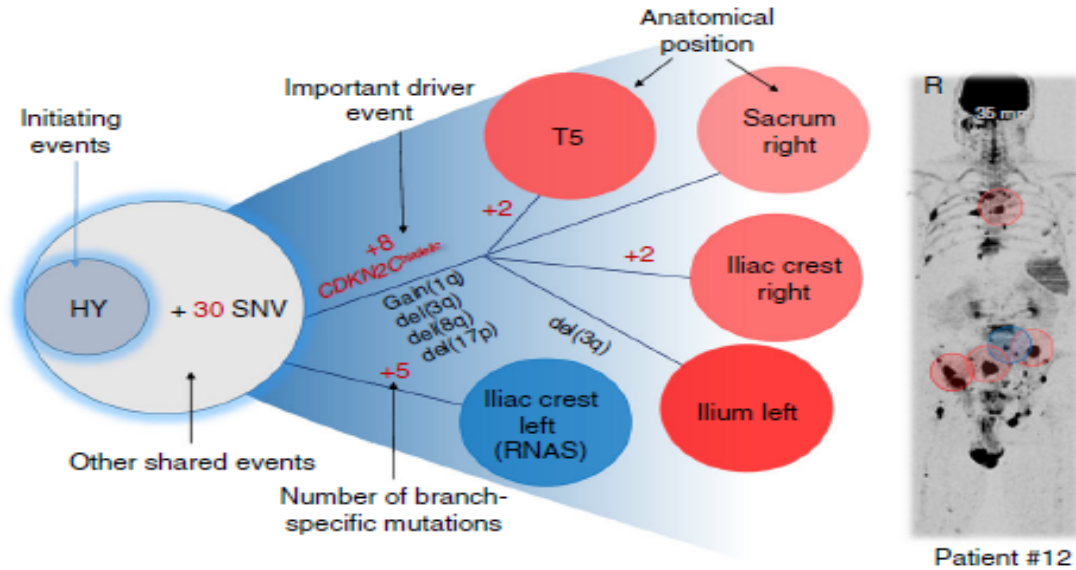 Anatomical
position
Important driver
event
Initiating
events
T5
Sacrum
right
R
35 m
+2
+8
CDKN2C
HY
+ 30 SNV
Gain(1q)
del(3q)
del(8q)
del(17p)
+2
Iliac crest
right
del(3q)
+5
Iliac crest
left
(RNAS)
Ilium left
Other shared events
Number of branch-
specific mutations
Patient #12